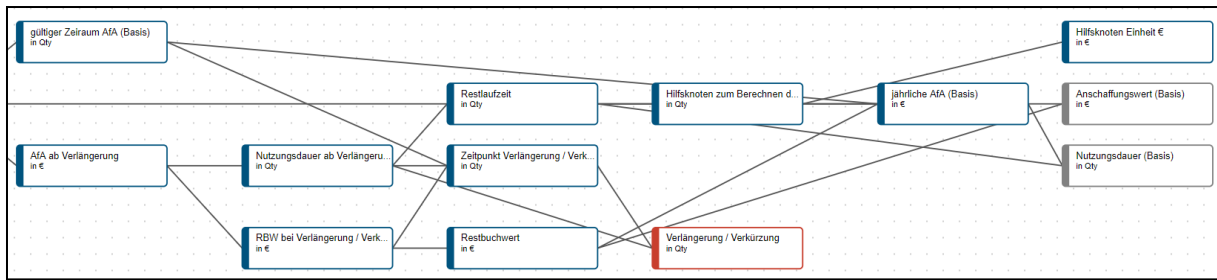 gültiger Zeiraum AfA (Basis)
in Qty
Hilfsknoten Einheit €
in €
Restlaufzeit
in Qty
Hilfsknoten zum Berechnen d...
in Qty
jährliche AfA (Basis)
in €
Anschaffungswert (Basis)
in €
AfA ab Verlängerung
in €
Nutzungsdauer ab Verlängeru...
in Qty
Zeitpunkt Verlängerung / Verk...
in Qty
Nutzungsdauer (Basis)
in Qty
RBW bei Verlängerung / Verk...
in €
Restbuchwert
in €
Verlängerung / Verkürzung
in Qty